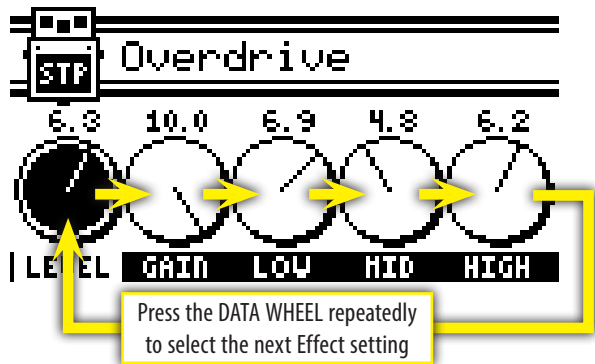 STP
Overdrive
6.3 10.0 6.9 4.8 6.2
LEVEL GAIN LOW MID HIGH
Press the DATA WHEEL repeatedly
to select the next Effect setting